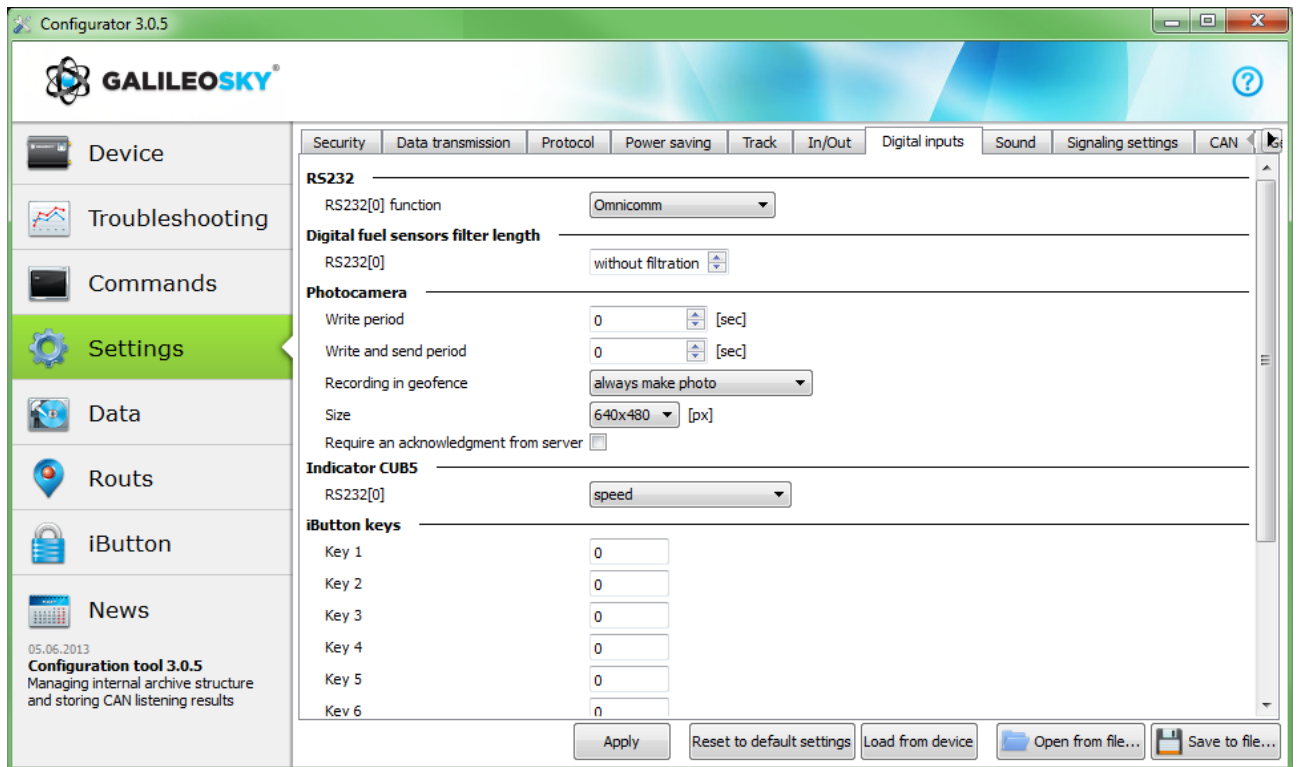 Configurator 3.0.5
GALILEOSKY®
?
Device
Troubleshooting
Commands
Settings
Data
Routs
iButton
News
05.06.2013
Configuration tool 3.0.5
Managing internal archive structure
and storing CAN listening results
Security Data transmission Protocol Power saving Track In/Out Digital inputs Sound Signaling settings CAN
RS232
RS232[0] function Omnicomm
Digital fuel sensors filter length
RS232[0] without filtration
Photocamera
Write period 0 [sec]
Write and send period 0 [sec]
Recording in geofence always make photo
Size 640x480 [px]
Require an acknowledgment from server
Indicator CUB5
RS232[0] speed
iButton keys
Key 1 0
Key 2 0
Key 3 0
Key 4 0
Key 5 0
Key 6 0
Apply Reset to default settings Load from device Open from file... Save to file...